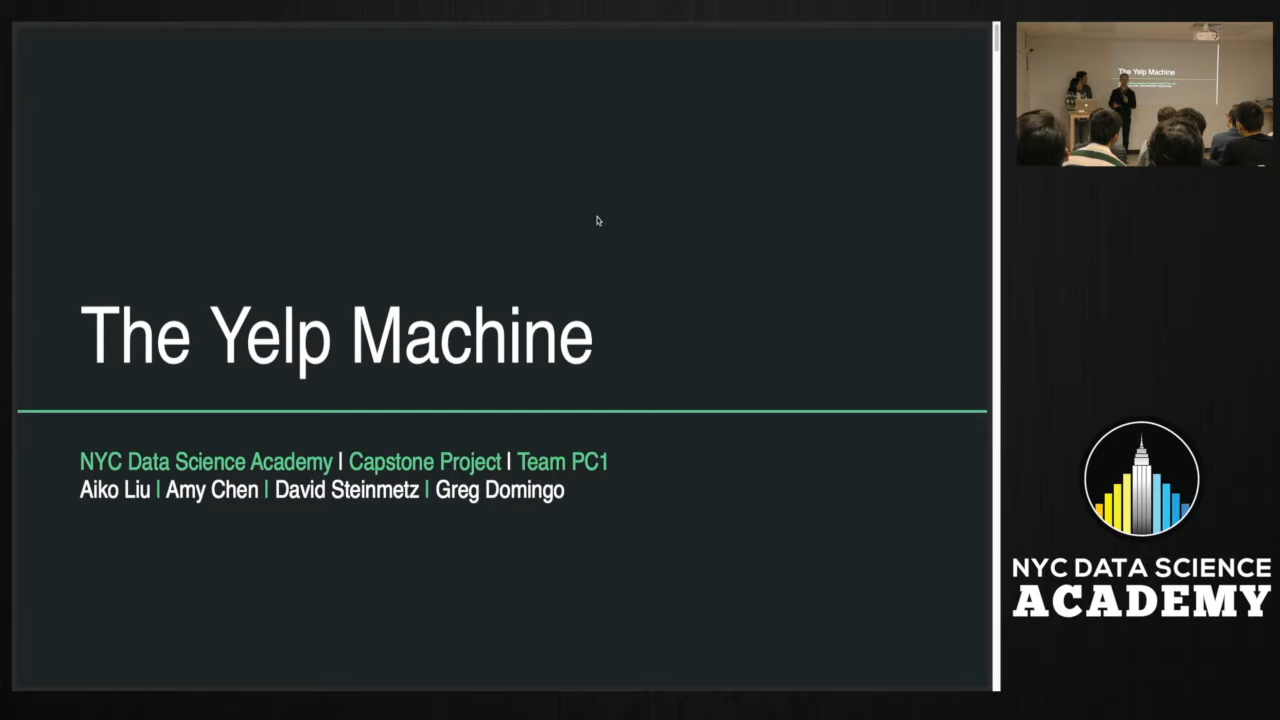 The Yelp Machine
NYC Data Science Academy | Capstone Project | Team PC1
Aiko Liu | Amy Chen | David Steinmetz | Greg Domingo
The Yelp Machine
NYC DATA SCIENCE
ACADEMY